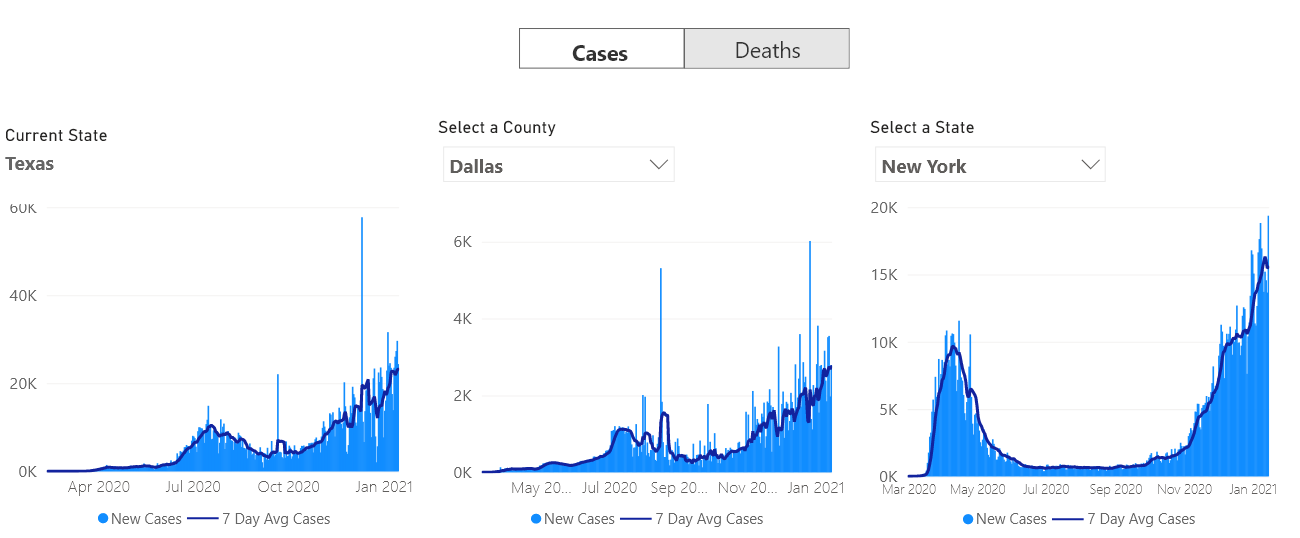 Cases
Deaths
Current State
Texas
60K
40K
20K
0K
Apr 2020
Jul 2020
Oct 2020
Jan 2021
New Cases
7 Day Avg Cases
Select a County
Dallas
6K
4K
2K
0K
May 20...
Jul 2020
Sep 20...
Nov 20...
Jan 2021
New Cases
7 Day Avg Cases
Select a State
New York
20K
15K
10K
5K
0K
Mar 2020
May 2020
Jul 2020
Sep 2020
Nov 2020
Jan 2021
New Cases
7 Day Avg Cases